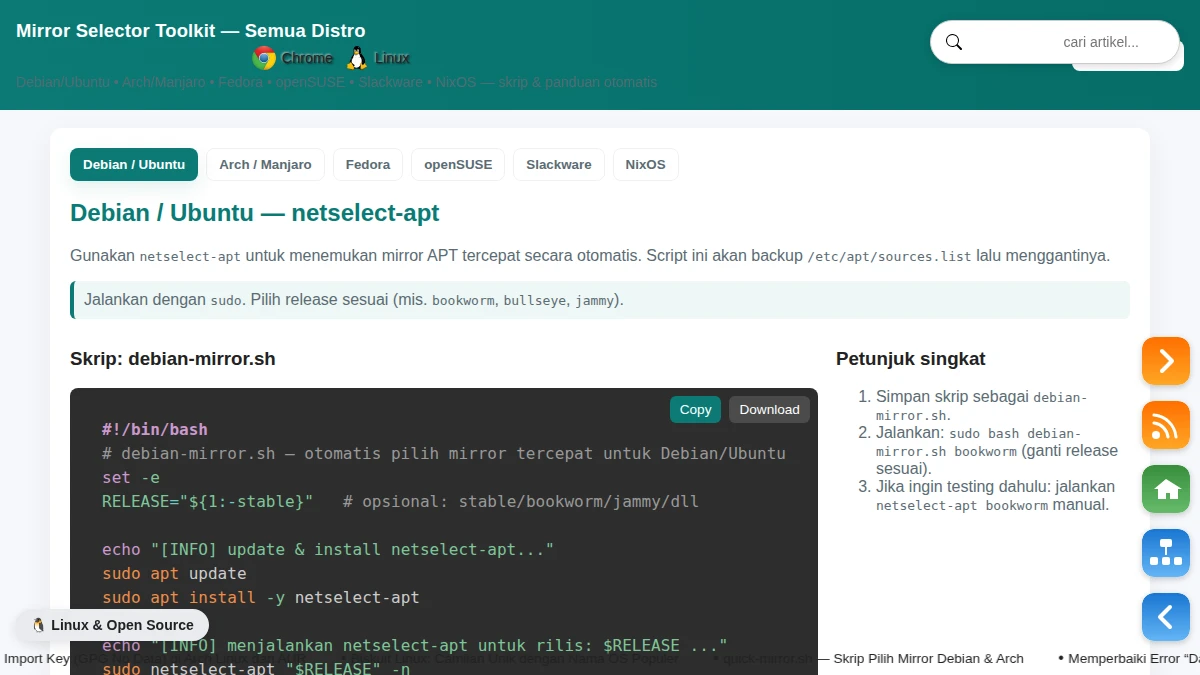 Mirror Selector Toolkit — Semua Distro
Chrome Linux
Debian/Ubuntu • Arch/Manjaro • Fedora • openSUSE • Slackware • NixOS — skrip & panduan otomatis
cari artikel...
Debian / Ubuntu
Arch / Manjaro
Fedora
openSUSE
Slackware
NixOS
Debian / Ubuntu — netselect-apt
Gunakan netselect-apt untuk menemukan mirror APT tercepat secara otomatis. Script ini akan backup /etc/apt/sources.list lalu menggantinya.
Jalankan dengan sudo. Pilih release sesuai (mis. bookworm, bullseye, jammy).
Skrip: debian-mirror.sh
Copy
Download
#!/bin/bash
# debian-mirror.sh — otomatis pilih mirror tercepat untuk Debian/Ubuntu
set -e
RELEASE="${1:-stable}"   # opsional: stable/bookworm/jammy/dll
echo "[INFO] update & install netselect-apt..."
sudo apt update
sudo apt install -y netselect-apt
echo "[INFO] menjalankan netselect-apt untuk rilis: $RELEASE ..."
sudo netselect-apt "$RELEASE" -n
Petunjuk singkat
1. Simpan skrip sebagai debian-
mirror.sh.
2. Jalankan: sudo bash debian-
mirror.sh bookworm (ganti release
sesuai).
3. Jika ingin testing dahulu: jalankan
netselect-apt bookworm manual.
Linux & Open Source
Import Key
quick-mirror.sh — Skrip Pilih Mirror Debian & Arch
• Memperbaiki Error “Da